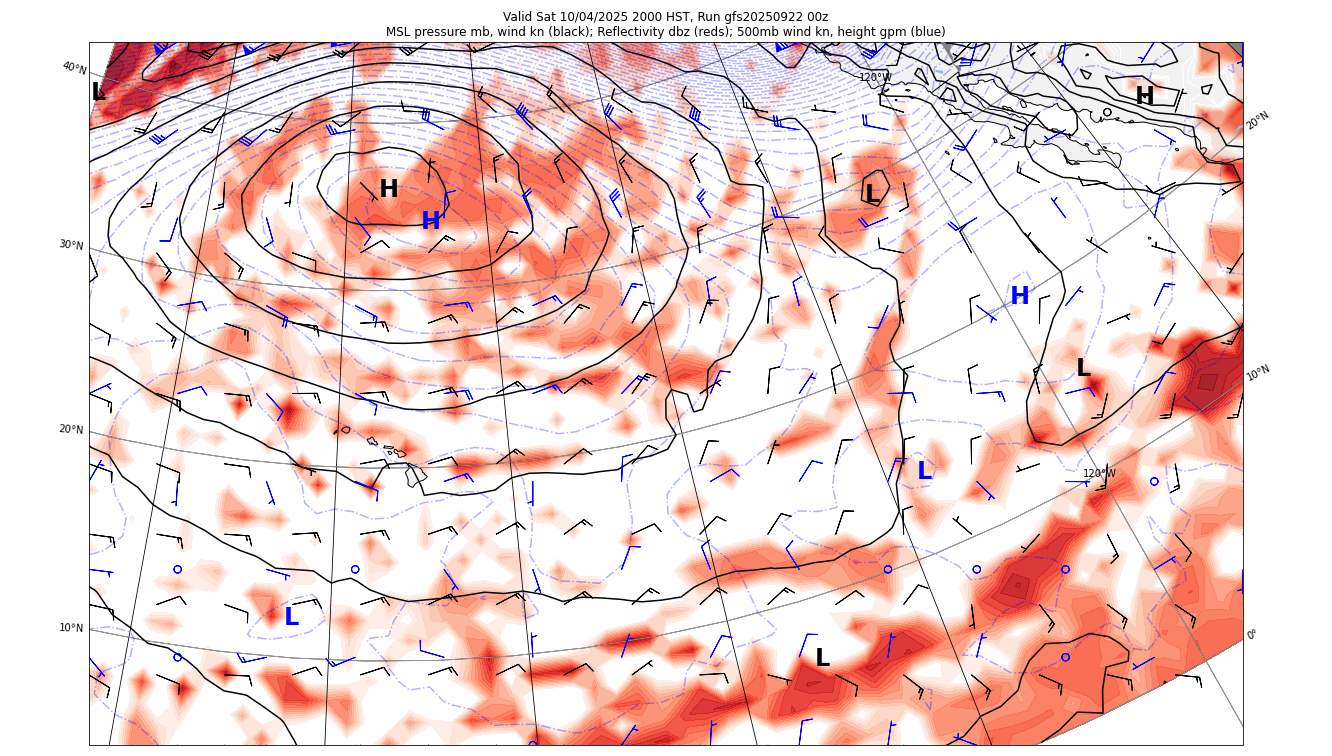 Valid Sat 10/04/2025 2000 HST, Run gfs20250922 00z
MSL pressure mb, wind kn (black); Reflectivity dbz (reds); 500mb wind kn, height gpm (blue)
40°N
120°W
L
H
20°N
H
L
H
30°N
H
L
10°N
20°N
L
120°W
L
10°N
0°
L